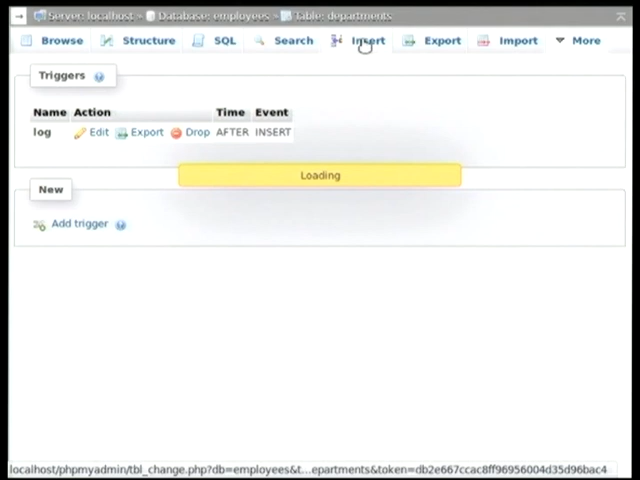 Server: localhost » Database: employees » Table: departments
Browse Structure SQL Search Insert Export Import More
Triggers
Name Action Time Event
log Edit Export Drop AFTER INSERT
Loading
New
Add trigger
localhost/phpmyadmin/tbl_change.php?db=employees&t...epartments&token=db2e667ccac8ff96956004d35d96bac4